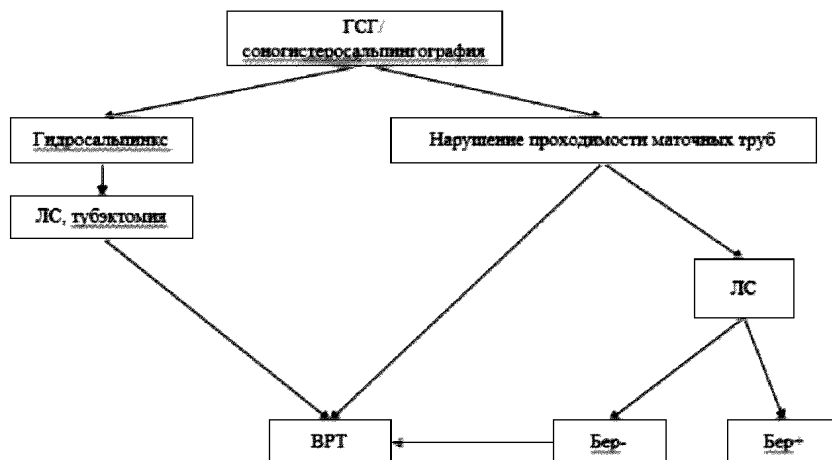 ГСГ/
соногистеросальпингография
Гидросальпинкс
Нарушение проходимости маточных труб
ЛС, тубэктомия
ЛС
ВРТ
Бер-
Бер+